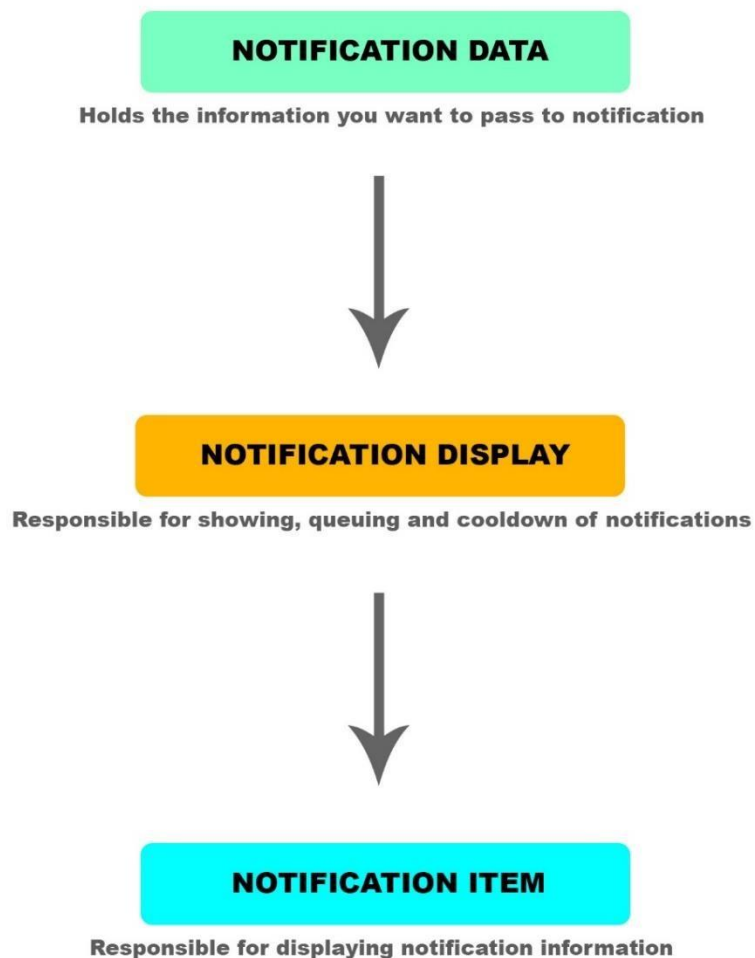 NOTIFICATION DATA
Holds the information you want to pass to notification
NOTIFICATION DISPLAY
Responsible for showing, queuing and cooldown of notifications
NOTIFICATION ITEM
Responsible for displaying notification information